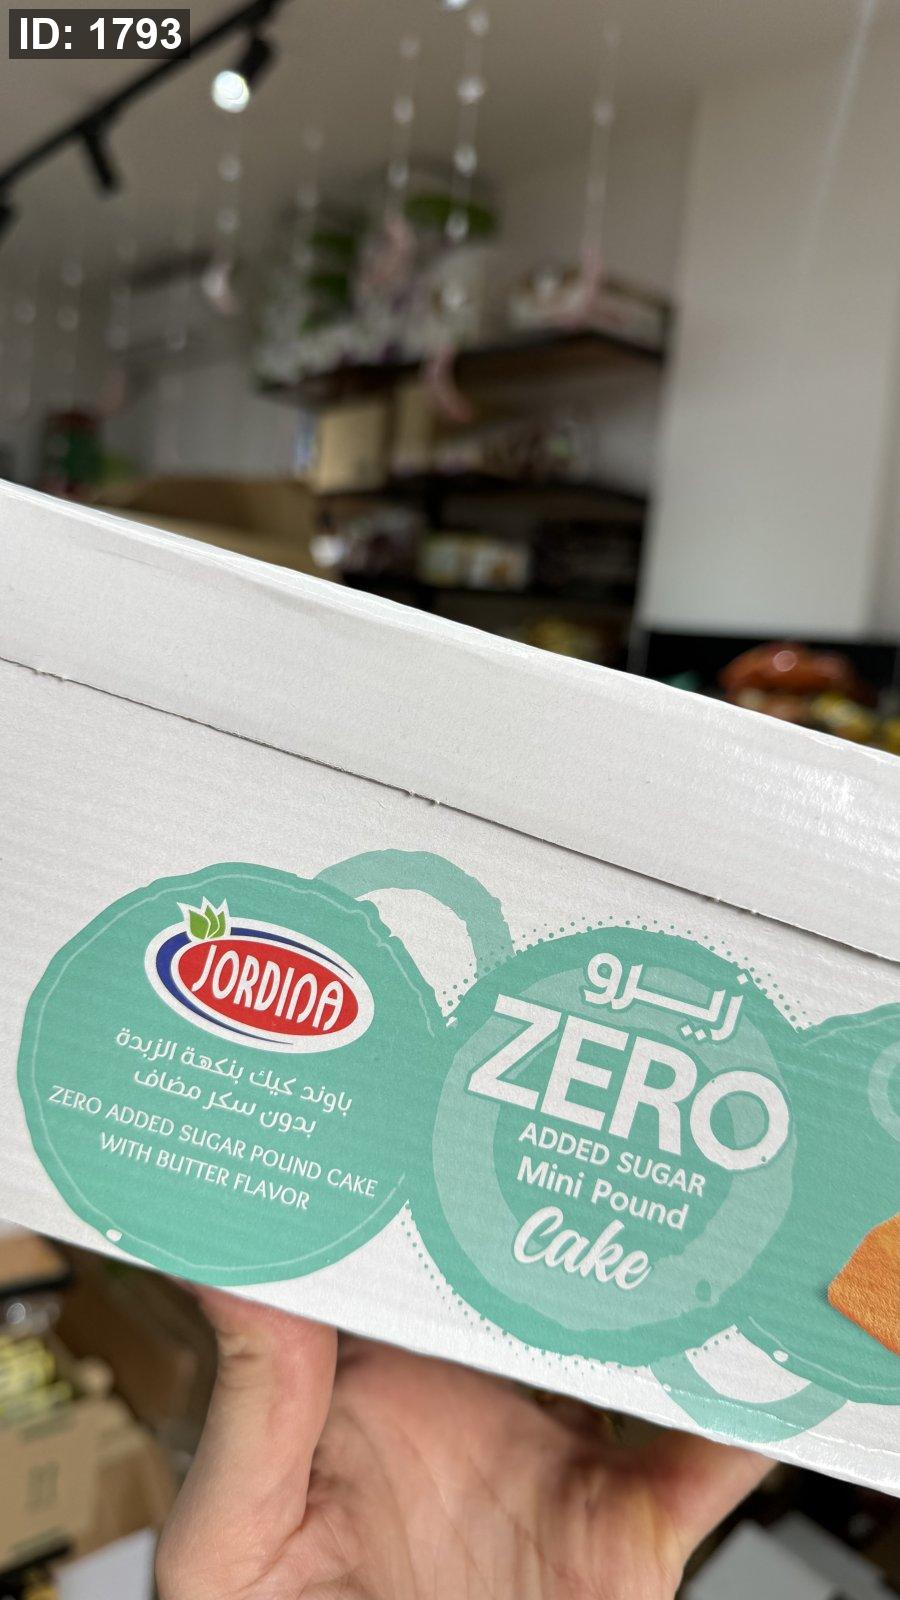 ID: 1793
JORDINA
باوند كيك بنكهة الزبدة
بدون سكر مضاف
ZERO ADDED SUGAR POUND CAKE
WITH BUTTER FLAVOR
زيرو
ZERO
ADDED SUGAR
Mini Pound
Cake